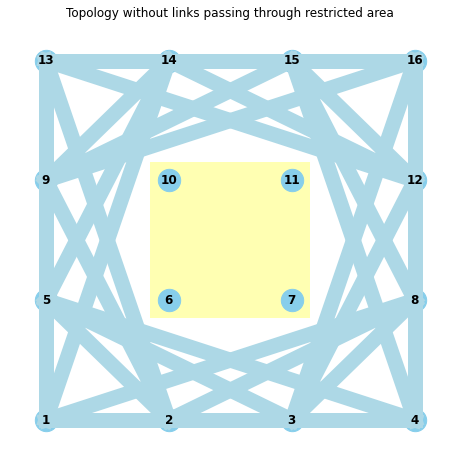 Topology without links passing through restricted area
13 14 15 16
9 10 11 12
5 6 7 8
1 2 3 4